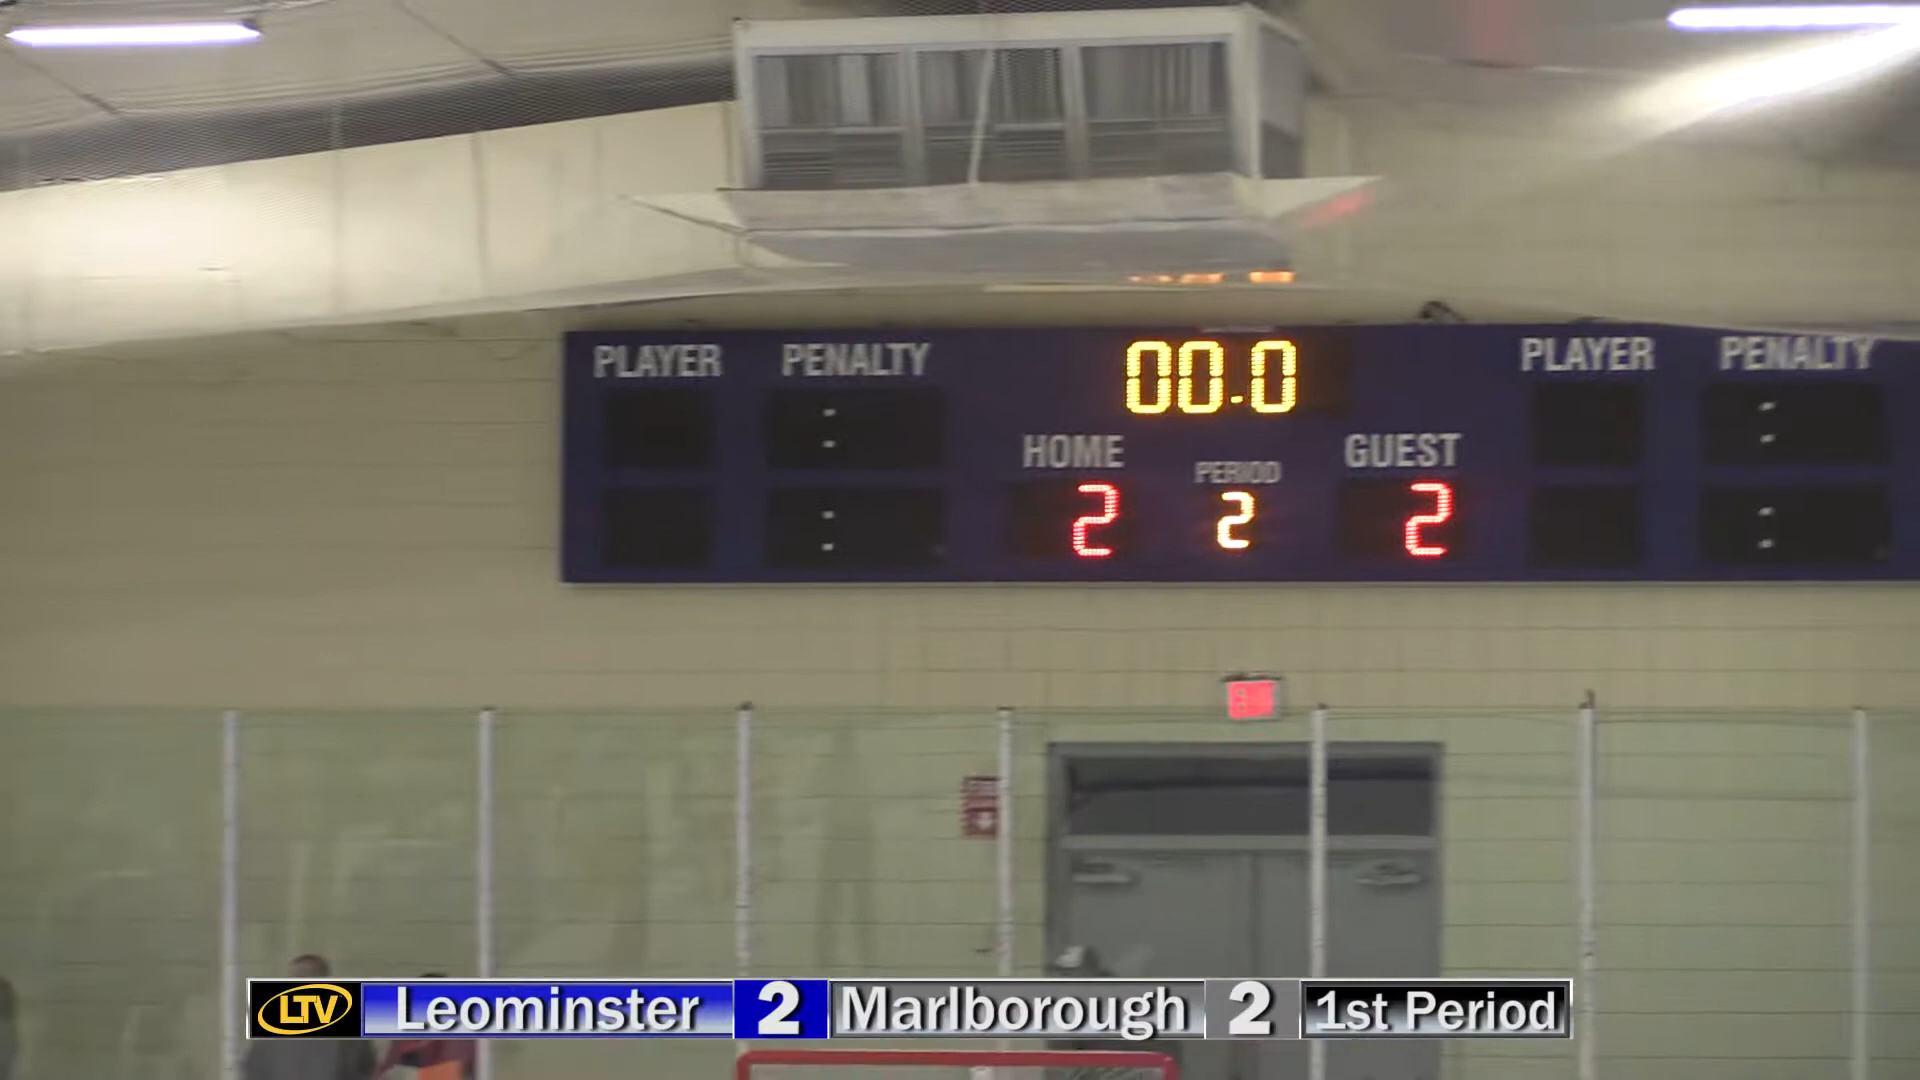 PLAYER PENALTY 00.0 PLAYER PENALTY
HOME PERIOD GUEST
2 2 2
LTV Leominster 2 Marlborough 2 1st Period